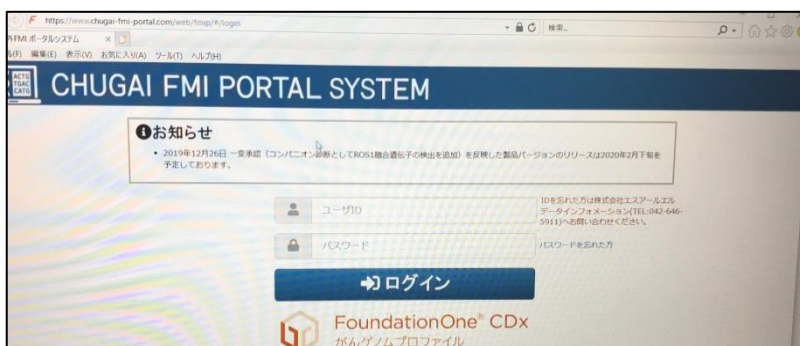 https://www.chugai-fmi-portal.com/web/fmip/#/login
検索...
FMI ポータルシステム
編集(E) 表示(V) お気に入り(A) ツール(T) ヘルプ(H)
ACTG
TGAC
CATG
CHUGAI FMI PORTAL SYSTEM
お知らせ
• 2019年12月26日 一変承認(コンパニオン診断としてROS1融合遺伝子の検出を追加)を反映した製品バージョンのリリースは2020年2月下旬を
予定しております。
ユーザID
IDを忘れた方は株式会社エスアールエル
データインフォメーション(TEL:042-646-
5911)へお問い合わせください。
パスワード
パスワードを忘れた方
ログイン
FoundationOne® CDx
がんゲノムプロファイル